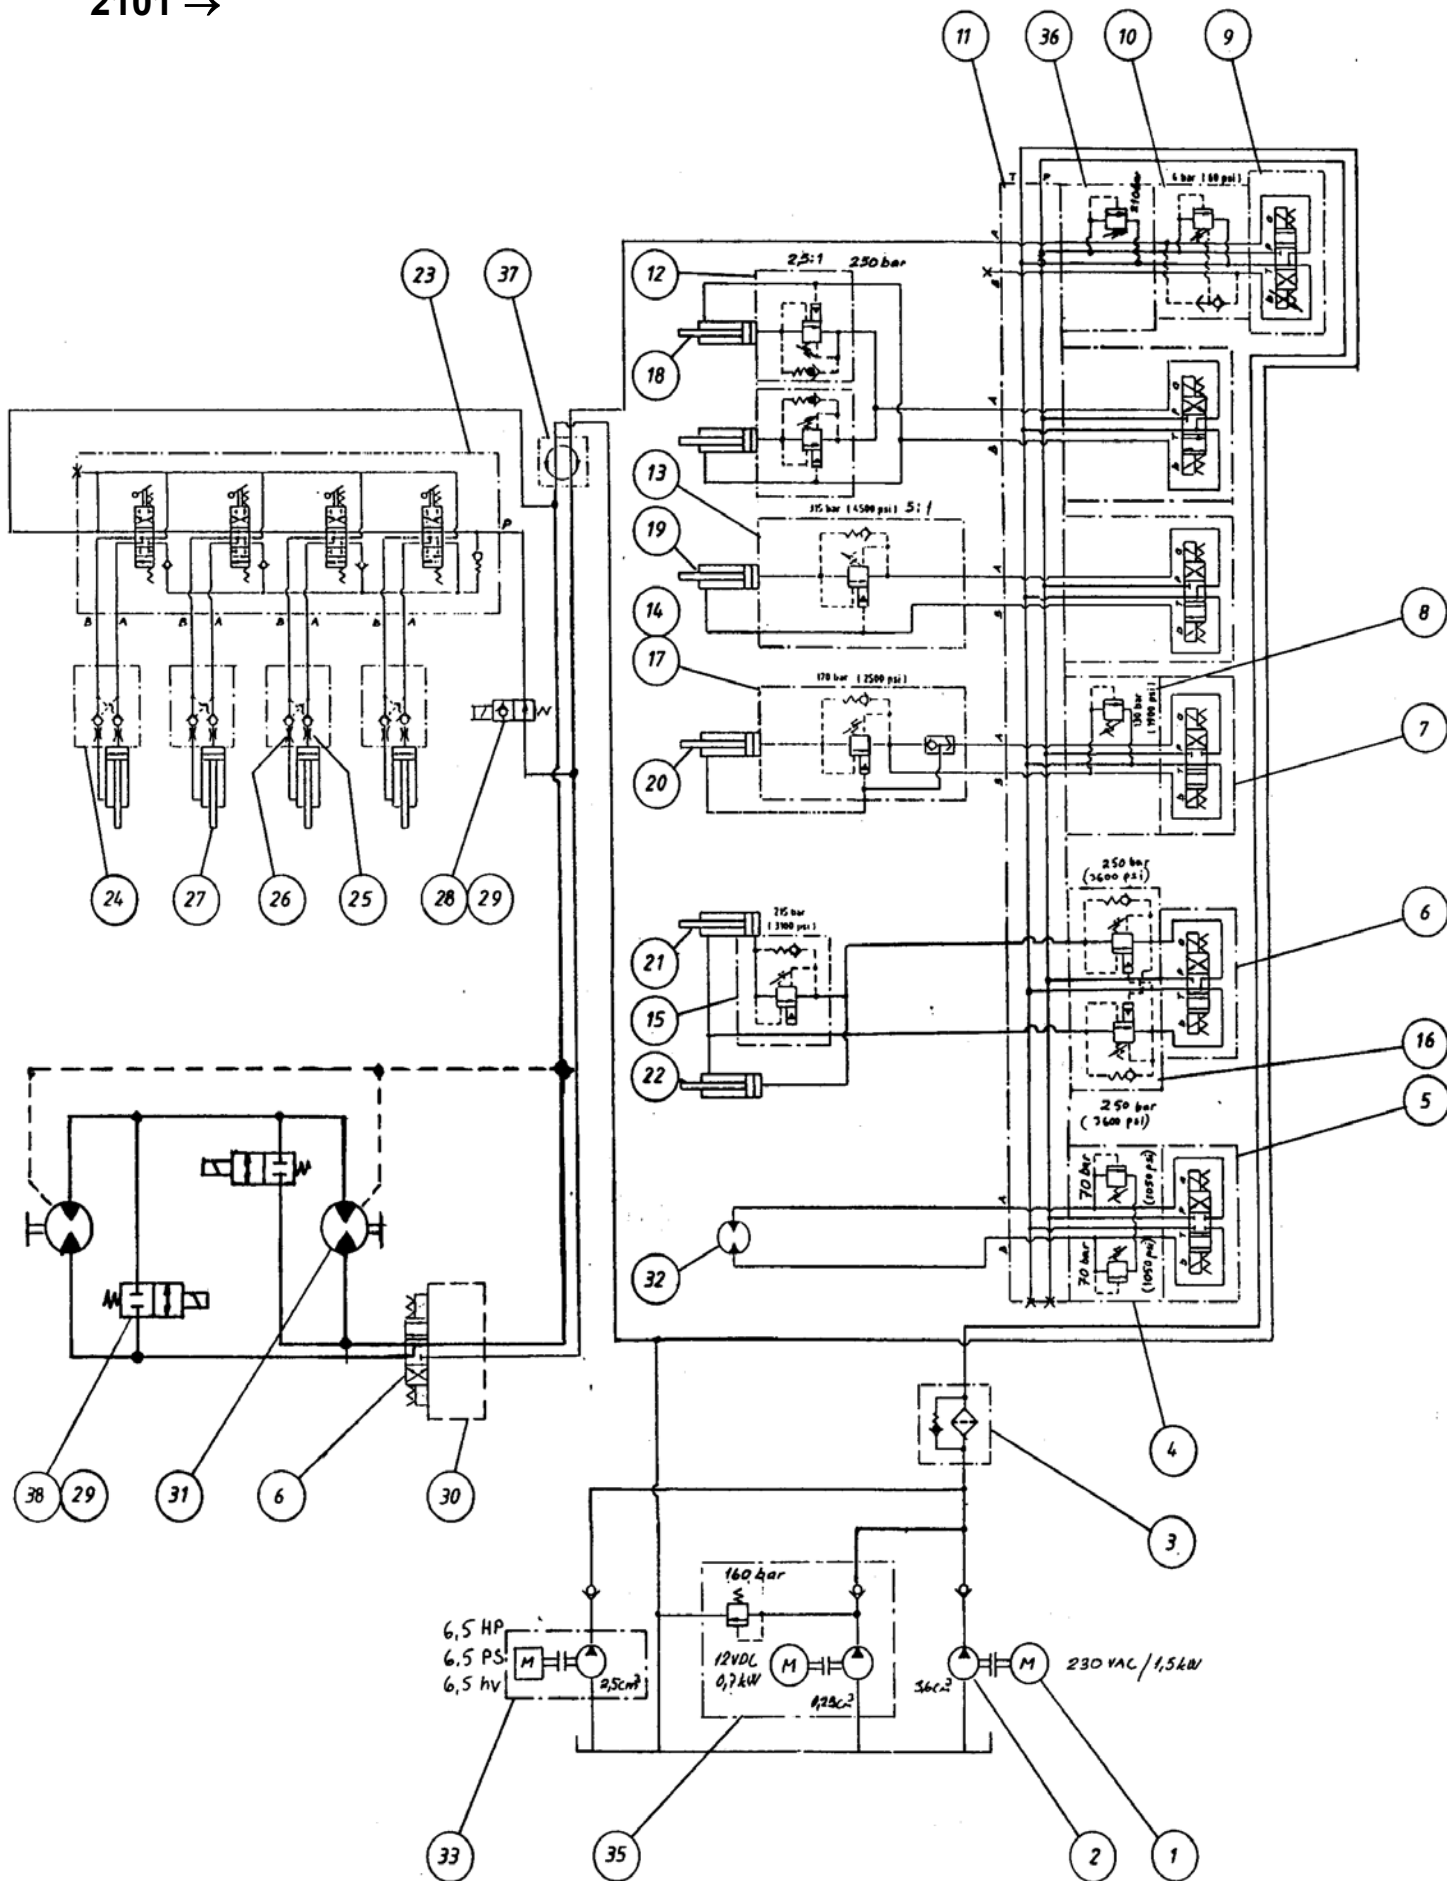 2101 →
11 36 10 9
T P 6 bar (60 psi)
210 bar
a
P
A
T
B
b
23 37 12 2,5:1 250 bar
18
A
B
a
P
T
b
13
315 bar (4500 psi) 5:1
19
14
A
B
a
P
T
b
P
B A B A B A B A
17
170 bar (2500 psi)
130 bar
(1900 psi)
8
7
20
A
B
a
P
T
b
24 27 26 25 28 29
250 bar
(3600 psi)
6
215 bar
(3100 psi)
21
15
22
a
P
T
b
16
250 bar
(3600 psi)
5
70 bar
(1050 psi)
A
B
a
P
T
b
70 bar
(1050 psi)
32
38 29 31 6 30
4
3
160 bar
6,5 HP
6,5 PS
6,5 hv
M
2,5cm³
12VDC
0,7kW
M
M
230 VAC/1,5kW
33 35 2 1